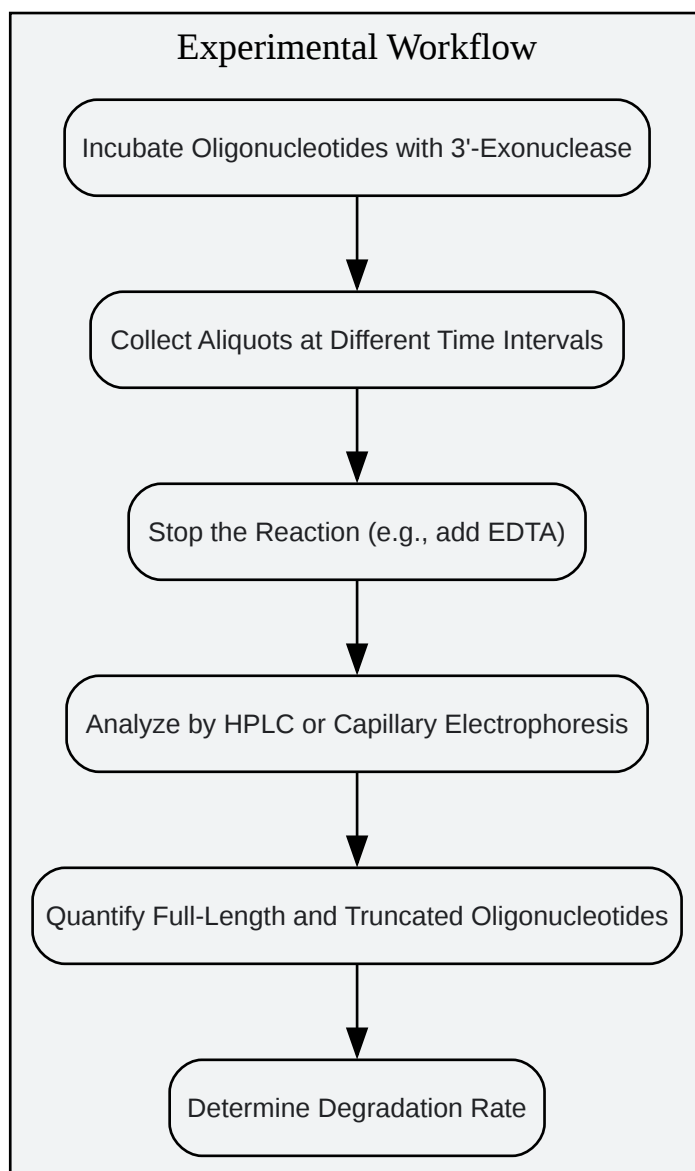 Experimental Workflow
Incubate Oligonucleotides with 3'-Exonuclease
Collect Aliquots at Different Time Intervals
Stop the Reaction (e.g., add EDTA)
Analyze by HPLC or Capillary Electrophoresis
Quantify Full-Length and Truncated Oligonucleotides
Determine Degradation Rate